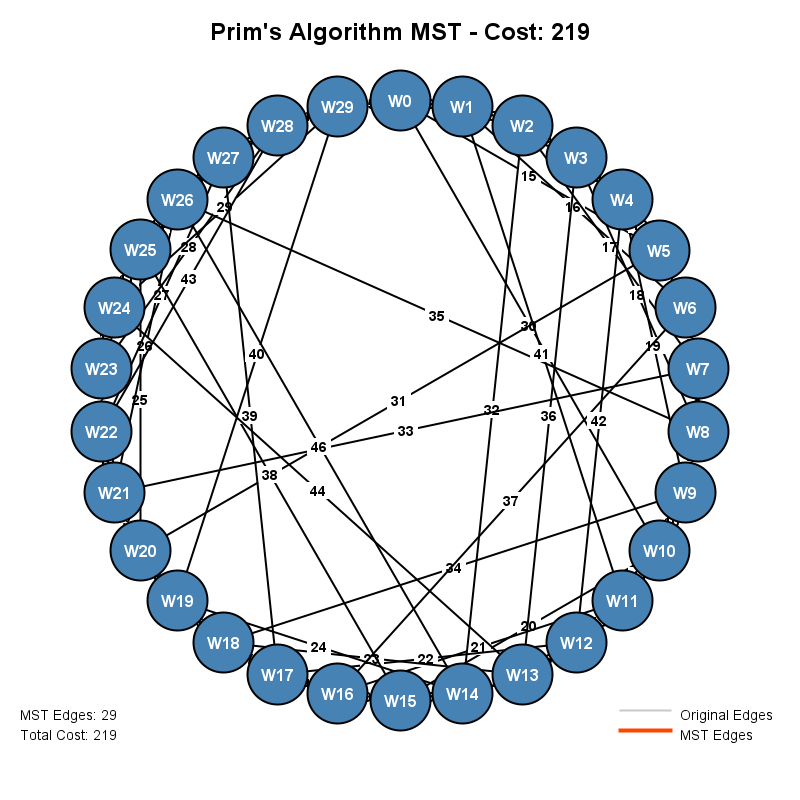 Prim's Algorithm MST - Cost: 219
W0
W1
W2
W3
W4
W5
W6
W7
W8
W9
W10
W11
W12
W13
W14
W15
W16
W17
W18
W19
W20
W21
W22
W23
W24
W25
W26
W27
W28
W29
15
16
17
18
19
20
21
22
23
24
25
26
27
28
29
30
31
32
33
34
35
36
37
38
39
40
41
42
43
44
46
MST Edges: 29
Total Cost: 219
Original Edges
MST Edges